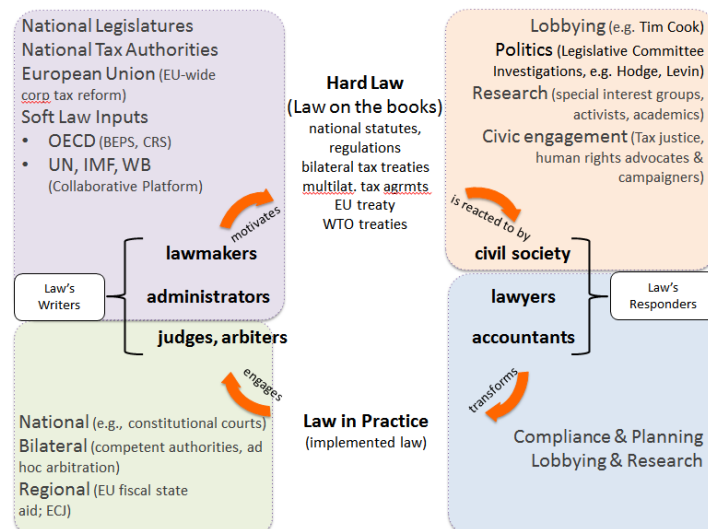 National Legislatures
National Tax Authorities
European Union (EU-wide
corp tax reform)
Soft Law Inputs
• OECD (BEPS, CRS)
• UN, IMF, WB
(Collaborative Platform)
motivates
lawmakers
administrators
judges, arbiters
Law's
Writers
Hard Law
(Law on the books)
national statutes,
regulations
bilateral tax treaties
multilat. tax agrmts
EU treaty
WTO treaties
Lobbying (e.g. Tim Cook)
Politics (Legislative Committee
Investigations, e.g. Hodge, Levin)
Research (special interest groups,
activists, academics)
Civic engagement (Tax justice,
human rights advocates &
campaigners)
is reacted to by
civil society
lawyers
accountants
Law's
Responders
transforms
Compliance & Planning
Lobbying & Research
Law in Practice
(implemented law)
engages
National (e.g., constitutional courts)
Bilateral (competent authorities, ad
hoc arbitration)
Regional (EU fiscal state
aid; ECJ)